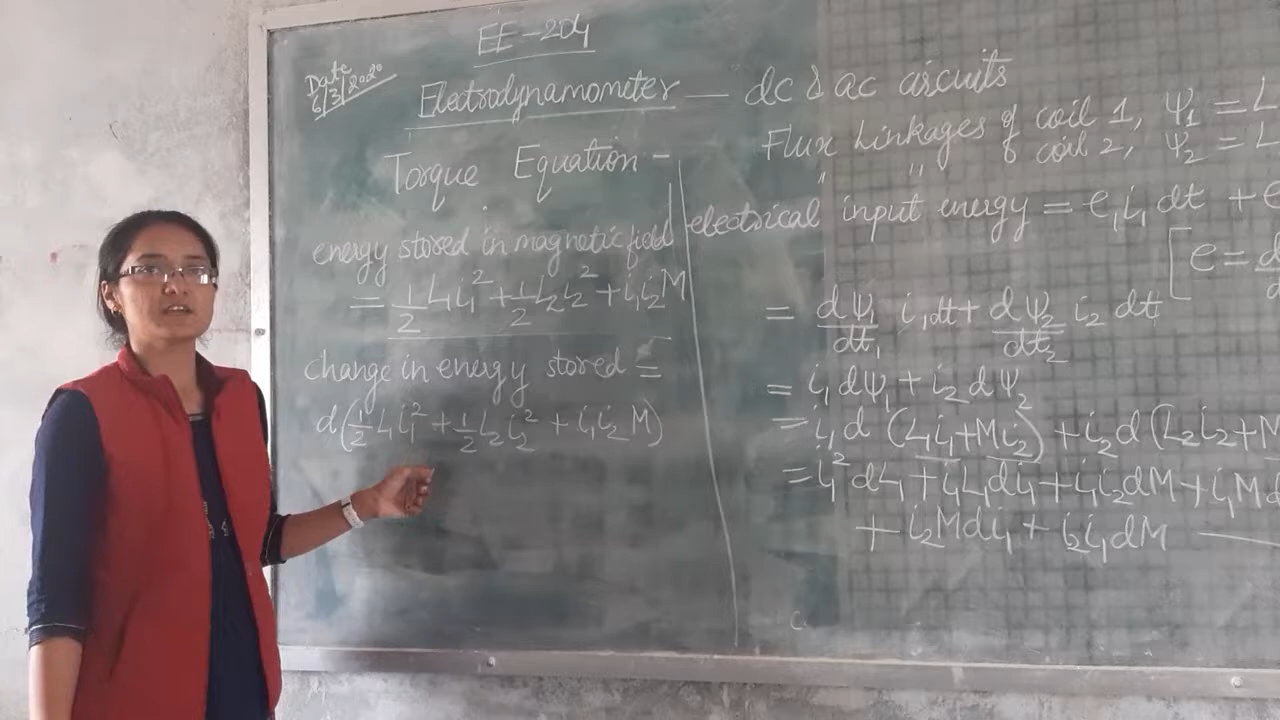 EE-204
Date
6/3/2020
Electrodynamometer — dc & ac circuits
Torque Equation -
energy stored in magnetic field
= 1/2 L₁i₁² + 1/2 L₂i₂² + i₁i₂M
change in energy stored =
d(1/2 L₁i₁² + 1/2 L₂i₂² + i₁i₂M)
Flux Linkages of coil 1, Ψ₁ = L
" " of coil 2, Ψ₂ = L
electrical input energy = e₁i₁dt + e
[e = d
= dΨ₁/dt₁ i₁dt + dΨ₂/dt₂ i₂ dt
= i₁dΨ₁ + i₂dΨ₂
= i₁d(L₁i₁+Mi₂) + i₂d(L₂i₂+M
= i₁²dL₁ + i₁L₁di₁ + i₁i₂dM + i₁Md
+ i₂Mdi₁ + i₂i₁dM —